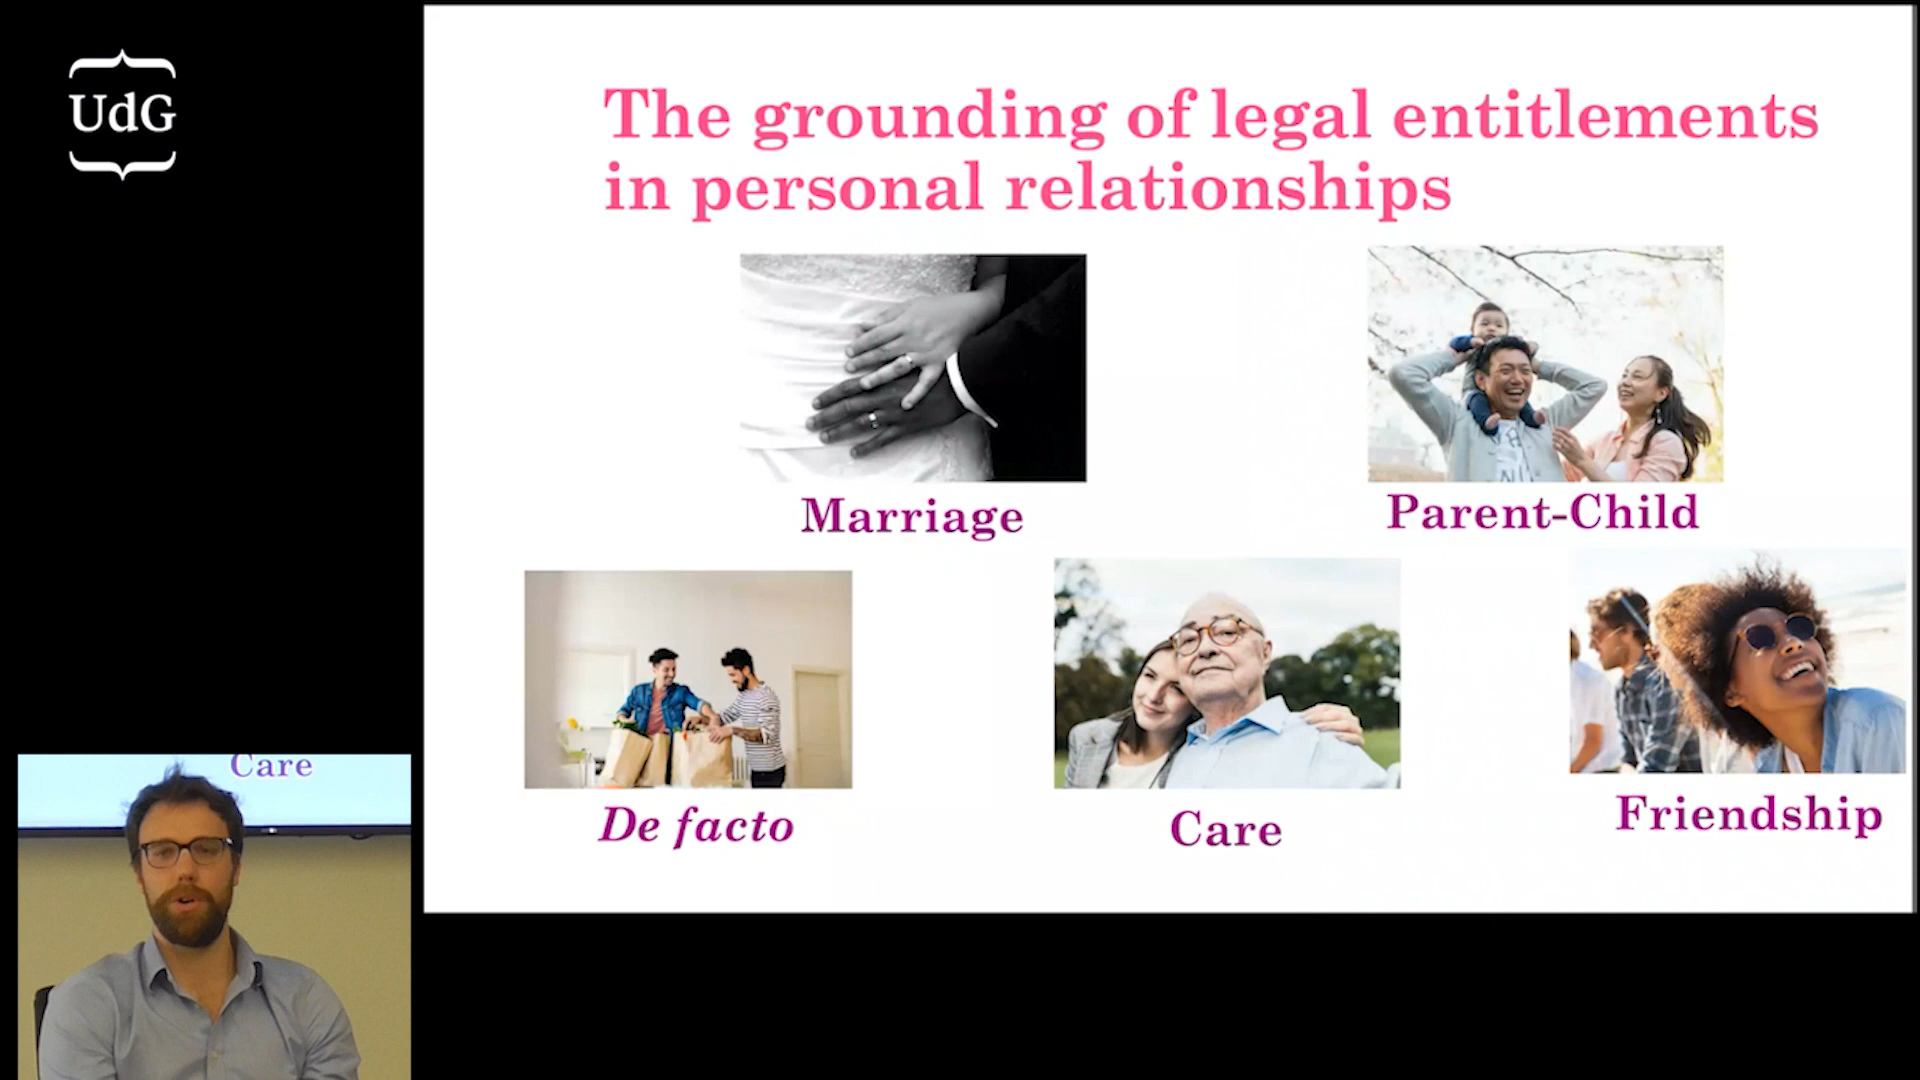 UdG
The grounding of legal entitlements
in personal relationships
Marriage
Parent-Child
De facto
Care
Friendship
Care